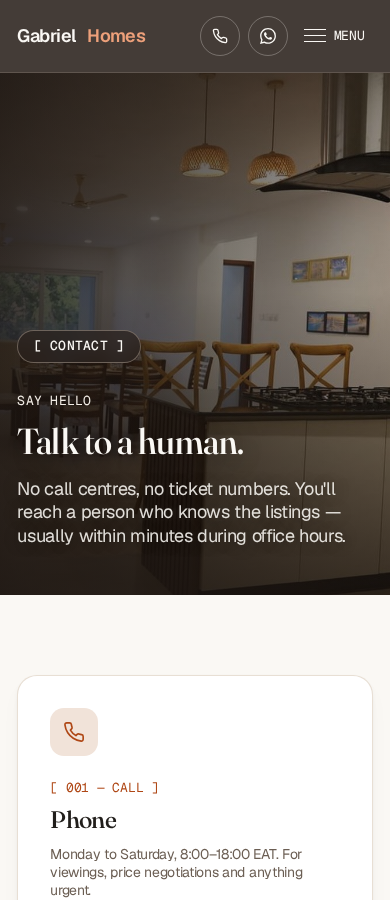 Gabriel Homes
MENU
[ CONTACT ]
SAY HELLO
Talk to a human.
No call centres, no ticket numbers. You'll
reach a person who knows the listings —
usually within minutes during office hours.
[ 001 — CALL ]
Phone
Monday to Saturday, 8:00–18:00 EAT. For
viewings, price negotiations and anything
urgent.